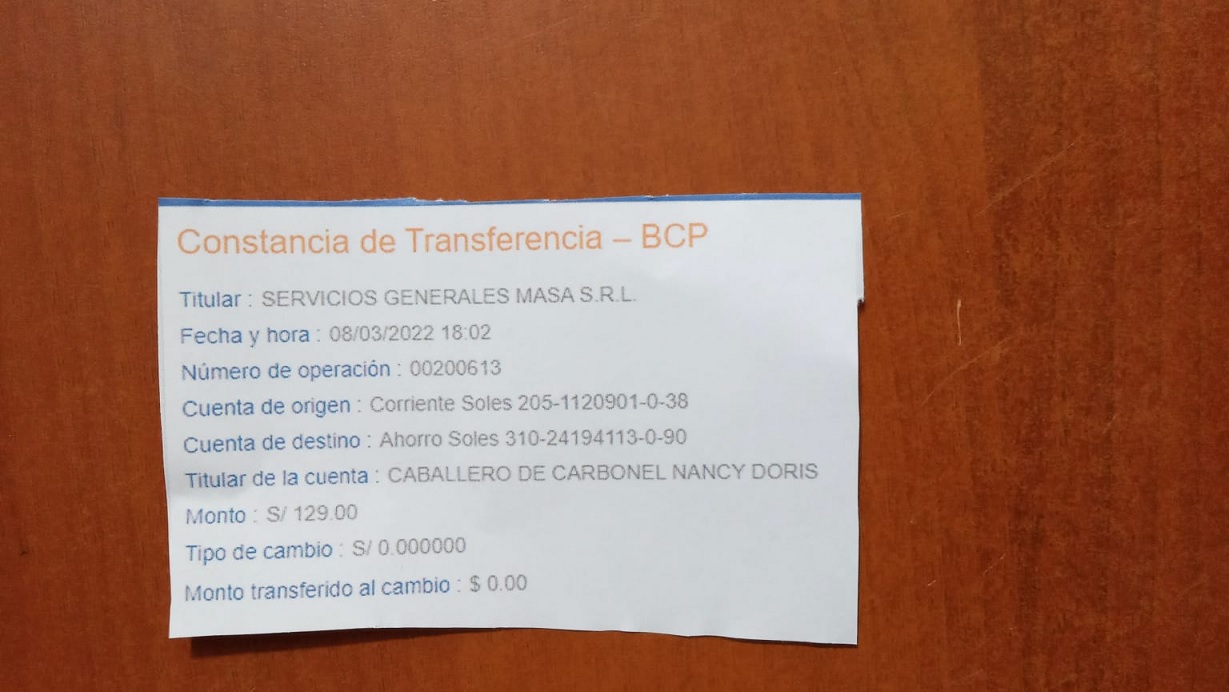 Constancia de Transferencia – BCP
Titular : SERVICIOS GENERALES MASA S.R.L.
Fecha y hora : 08/03/2022 18:02
Número de operación : 00200613
Cuenta de origen : Corriente Soles 205-1120901-0-38
Cuenta de destino : Ahorro Soles 310-24194113-0-90
Titular de la cuenta : CABALLERO DE CARBONEL NANCY DORIS
Monto : S/ 129.00
Tipo de cambio : S/ 0.000000
Monto transferido al cambio : $ 0.00